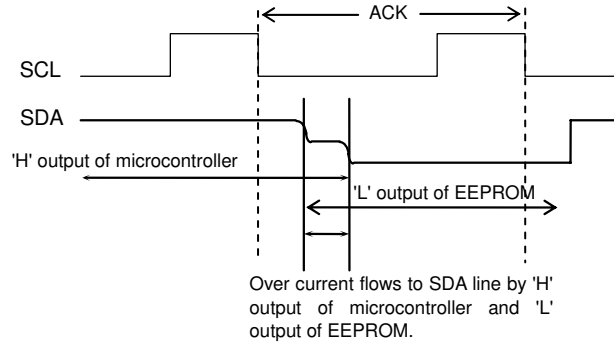 ACK
SCL
SDA
'H' output of microcontroller
'L' output of EEPROM
Over current flows to SDA line by 'H'
output of microcontroller and 'L'
output of EEPROM.